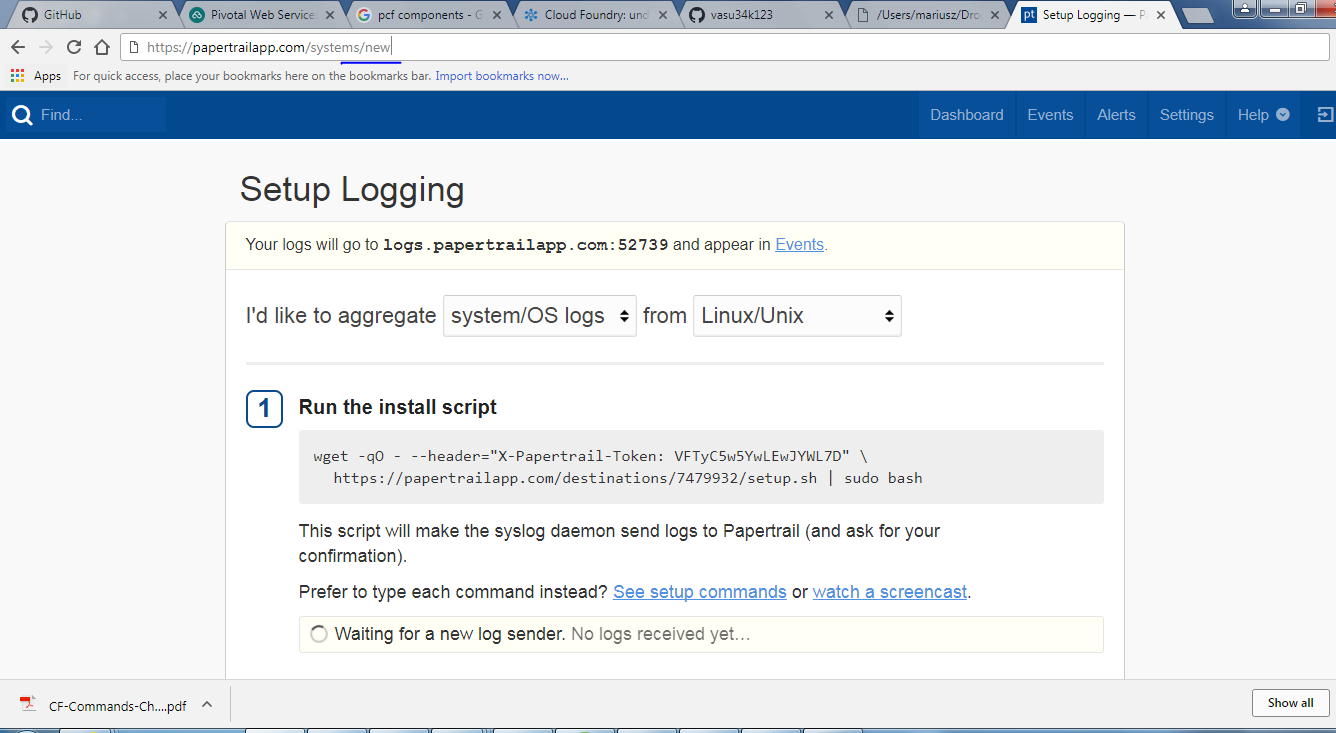 GitHub
Pivotal Web Service
pcf components - G
Cloud Foundry: und
vasu34k123
/Users/mariusz/Dro
Setup Logging — P
https://papertrailapp.com/systems/new
Apps For quick access, place your bookmarks here on the bookmarks bar. Import bookmarks now...
Find...
Dashboard
Events
Alerts
Settings
Help
Setup Logging
Your logs will go to logs.papertrailapp.com:52739 and appear in Events.
I'd like to aggregate system/OS logs from Linux/Unix
1 Run the install script
wget -qO - --header="X-Papertrail-Token: VFTyC5w5YwLEwJYWL7D" \
https://papertrailapp.com/destinations/7479932/setup.sh | sudo bash
This script will make the syslog daemon send logs to Papertrail (and ask for your
confirmation).
Prefer to type each command instead? See setup commands or watch a screencast.
Waiting for a new log sender. No logs received yet…
CF-Commands-Ch....pdf
Show all